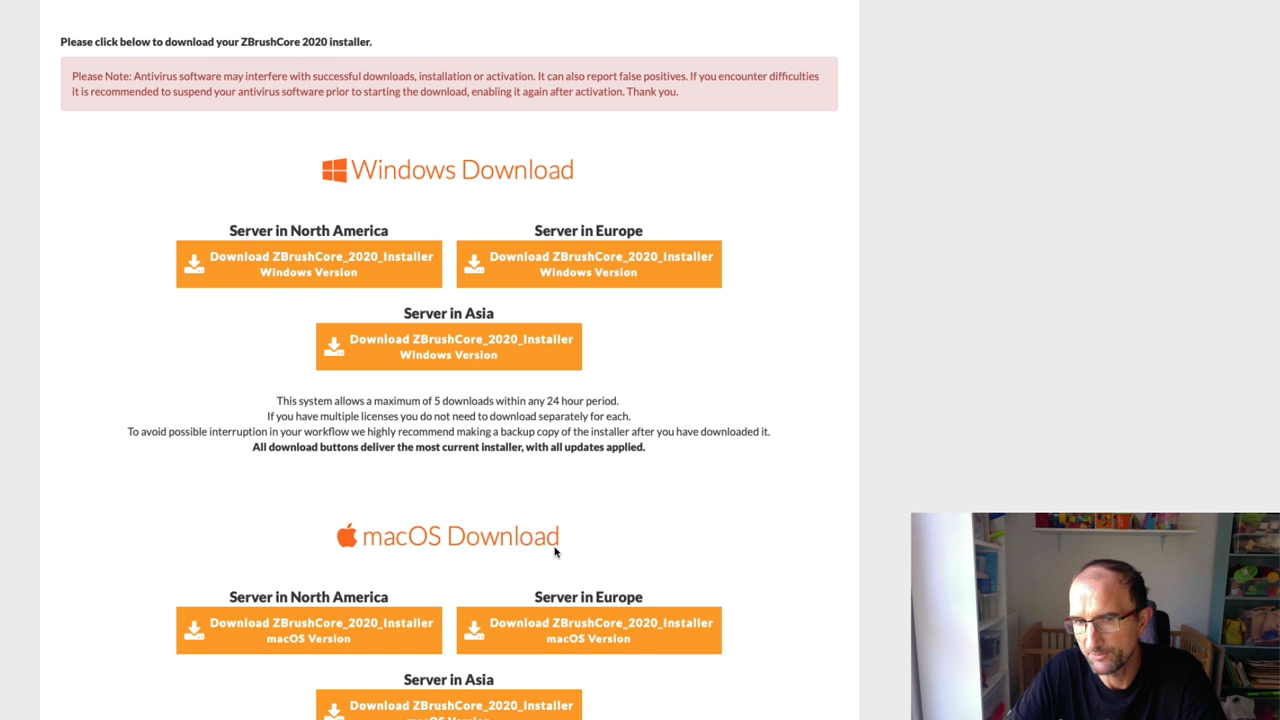 Please click below to download your ZBrushCore 2020 installer.
Please Note: Antivirus software may interfere with successful downloads, installation or activation. It can also report false positives. If you encounter difficulties
it is recommended to suspend your antivirus software prior to starting the download, enabling it again after activation. Thank you.
Windows Download
Server in North America
Download ZBrushCore_2020_Installer
Windows Version
Server in Europe
Download ZBrushCore_2020_Installer
Windows Version
Server in Asia
Download ZBrushCore_2020_Installer
Windows Version
This system allows a maximum of 5 downloads within any 24 hour period.
If you have multiple licenses you do not need to download separately for each.
To avoid possible interruption in your workflow we highly recommend making a backup copy of the installer after you have downloaded it.
All download buttons deliver the most current installer, with all updates applied.
macOS Download
Server in North America
Download ZBrushCore_2020_Installer
macOS Version
Server in Europe
Download ZBrushCore_2020_Installer
macOS Version
Server in Asia
Download ZBrushCore_2020_Installer
macOS Version